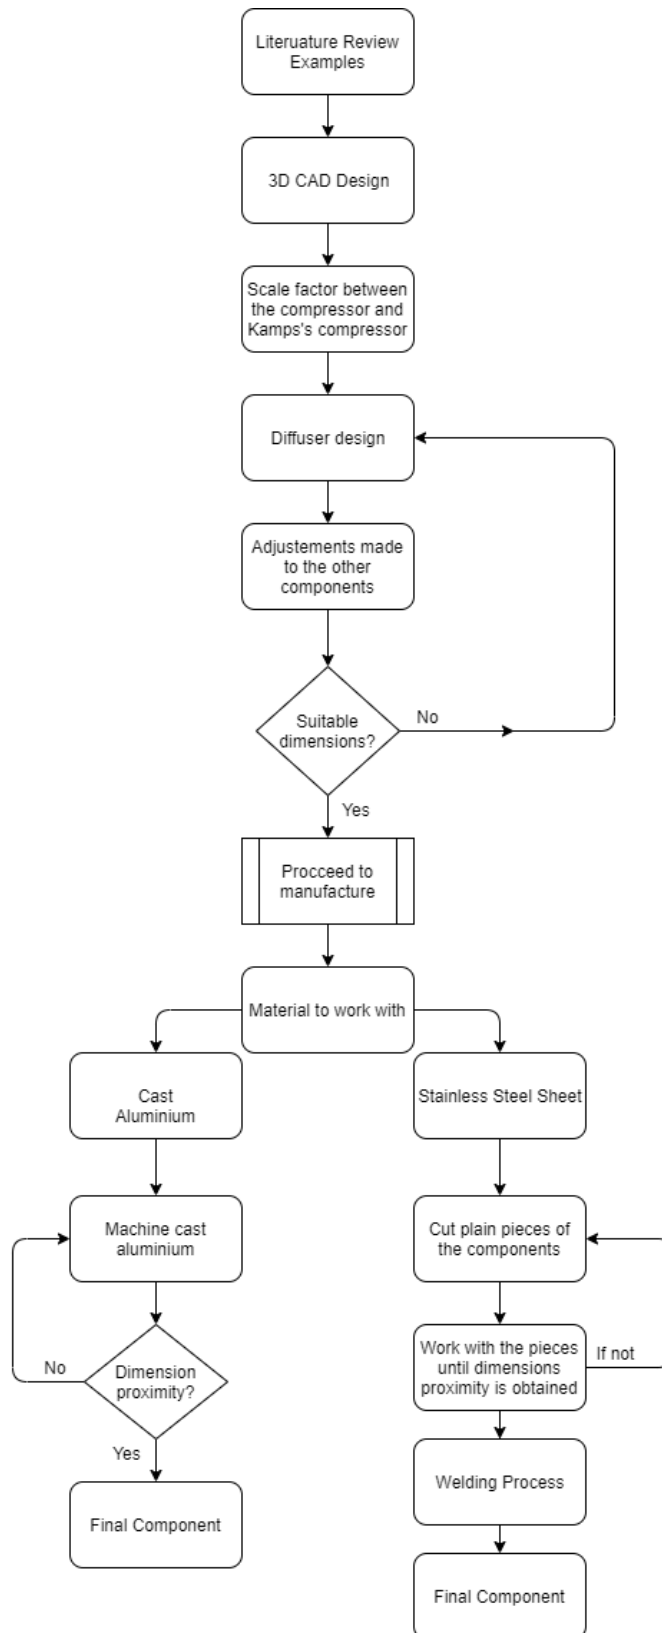 Literuature Review
Examples
3D CAD Design
Scale factor between
the compressor and
Kamps's compressor
Diffuser design
Adjustements made
to the other
components
Suitable
dimensions?
No
Yes
Procceed to
manufacture
Material to work with
Cast
Aluminium
Stainless Steel Sheet
Machine cast
aluminium
Cut plain pieces of
the components
No
Dimension
proximity?
Work with the pieces
until dimensions
proximity is obtained
If not
Yes
Welding Process
Final Component
Final Component